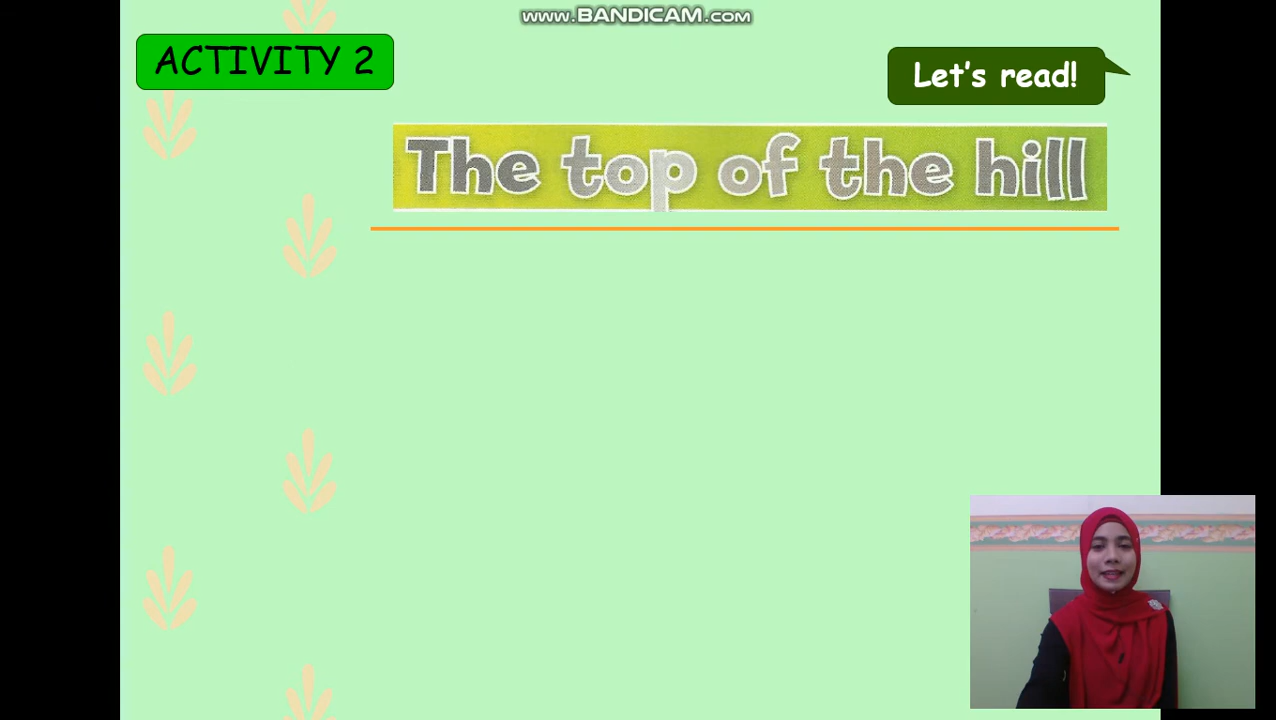 www.BANDICAM.com
ACTIVITY 2
Let's read!
The top of the hill